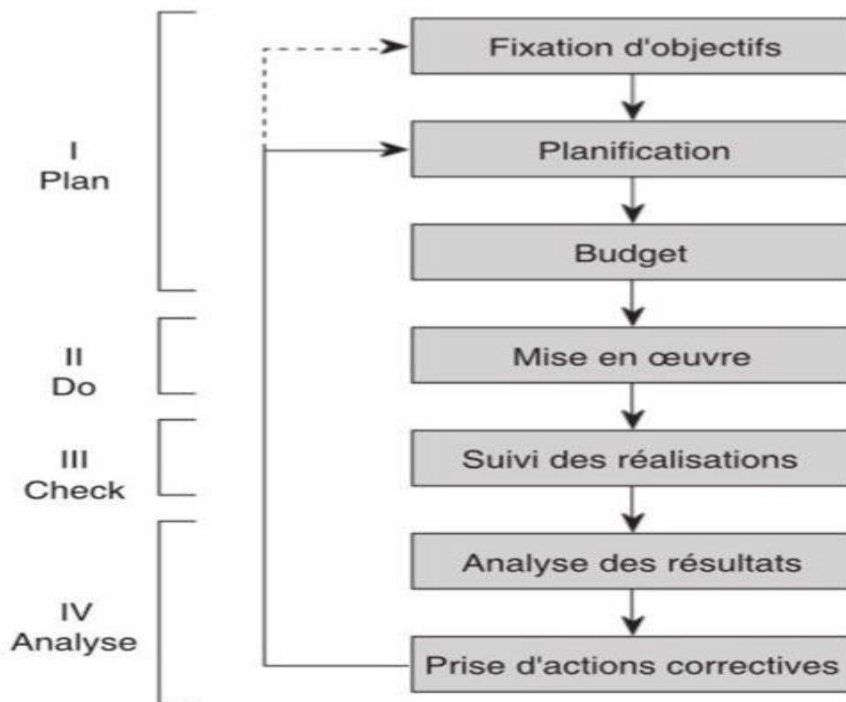 Fixation d'objectifs
I
Plan
Planification
Budget
II
Do
Mise en œuvre
III
Check
Suivi des réalisations
Analyse des résultats
IV
Analyse
Prise d'actions correctives